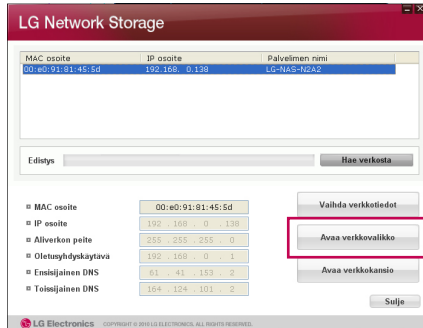 LG Network Storage
MAC osoite IP osoite Palvelimen nimi
00:e0:91:81:45:5d 192.168. 0.138 LG-NAS-N2A2
Edistys Hae verkosta
MAC osoite 00:e0:91:81:45:5d Vaihda verkkotiedot
IP osoite 192 . 168 . 0 . 138
Aliverkon peite 255 . 255 . 255 . 0 Avaa verkkovalikko
Oletusyhdyskäytävä 192 . 168 . 0 . 1
Ensisijainen DNS 61 . 41 . 153 . 2 Avaa verkkokansio
Toissijainen DNS 164 . 124 . 101 . 2
Sulje
LG Electronics COPYRIGHT © 2010 LG ELECTRONICS. ALL RIGHTS RESERVED.